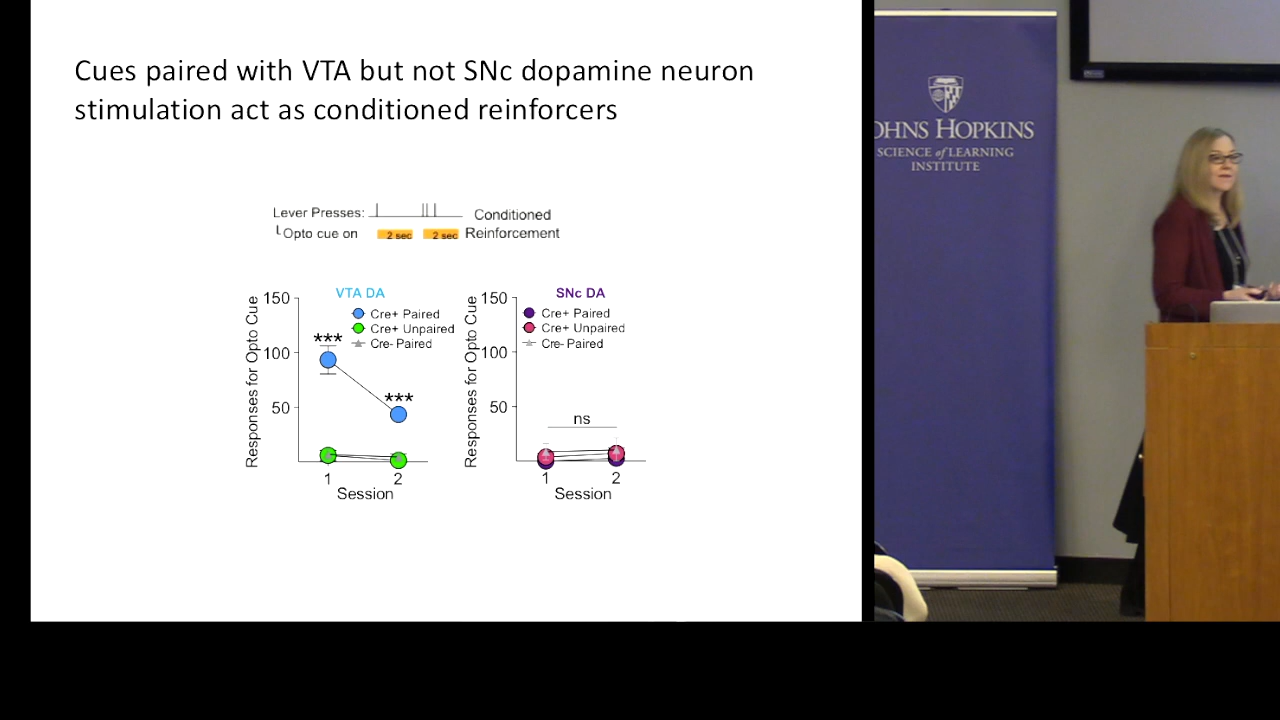 Cues paired with VTA but not SNc dopamine neuron
stimulation act as conditioned reinforcers
Lever Presses:
Conditioned
Opto cue on
2 sec
2 sec
Reinforcement
VTA DA
Responses for Opto Cue
150
100
50
Cre+ Paired
Cre+ Unpaired
Cre- Paired
***
***
1
2
Session
SNc DA
Responses for Opto Cue
150
100
50
Cre+ Paired
Cre+ Unpaired
Cre- Paired
ns
1
2
Session
OHNS HOPKINS
SCIENCE of LEARNING
INSTITUTE